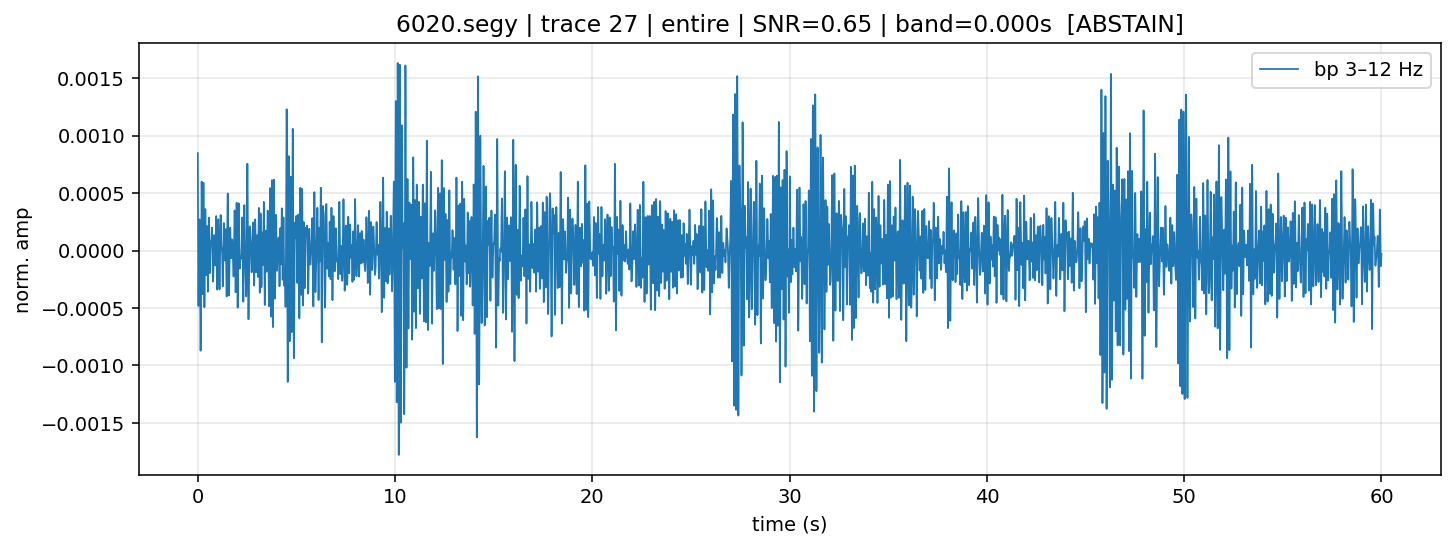 6020.segy | trace 27 | entire | SNR=0.65 | band=0.000s  [ABSTAIN]
bp 3–12 Hz
norm. amp
0.0015
0.0010
0.0005
0.0000
−0.0005
−0.0010
−0.0015
0 10 20 30 40 50 60
time (s)